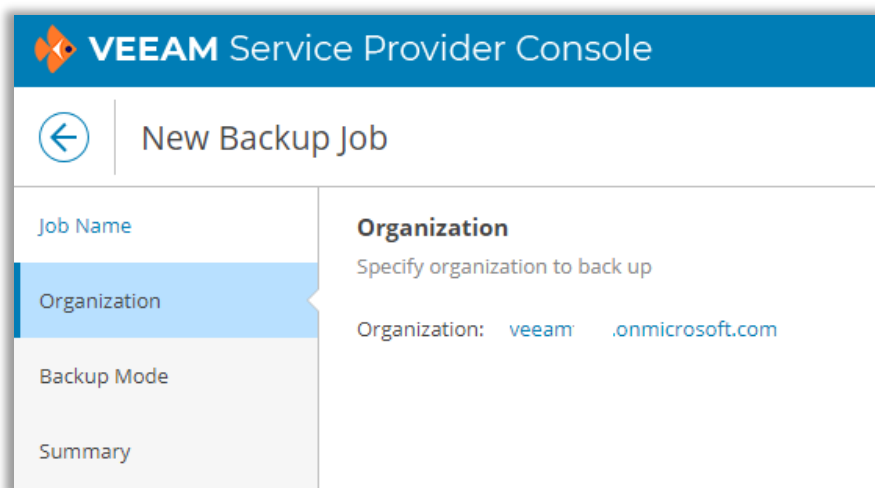 VEEAM Service Provider Console
New Backup Job
Job Name
Organization
Backup Mode
Summary
Organization
Specify organization to back up
Organization: veeam .onmicrosoft.com